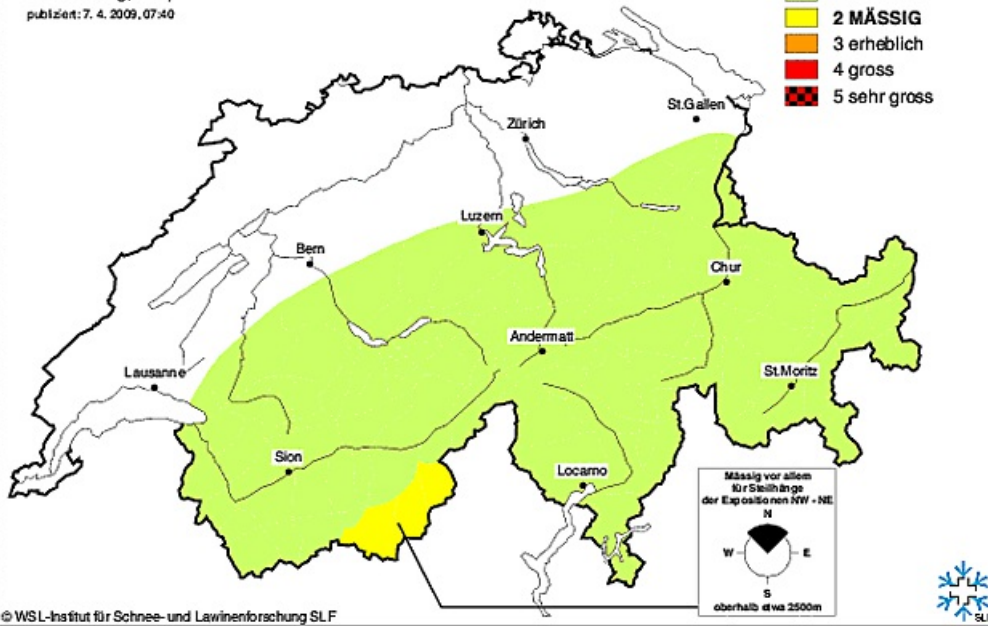 publiziert: 7. 4. 2009, 07:40
2 MÄSSIG
3 erheblich
4 gross
5 sehr gross
St.Gallen
Zürich
Luzern
Bern
Chur
Andermatt
Lausanne
St.Moritz
Sion
Locarno
Mässig vor allem
für Steilhänge
der Expositionen NW - NE
N
W
E
S
oberhalb etwa 2500m
© WSL-Institut für Schnee- und Lawinenforschung SLF
SLF